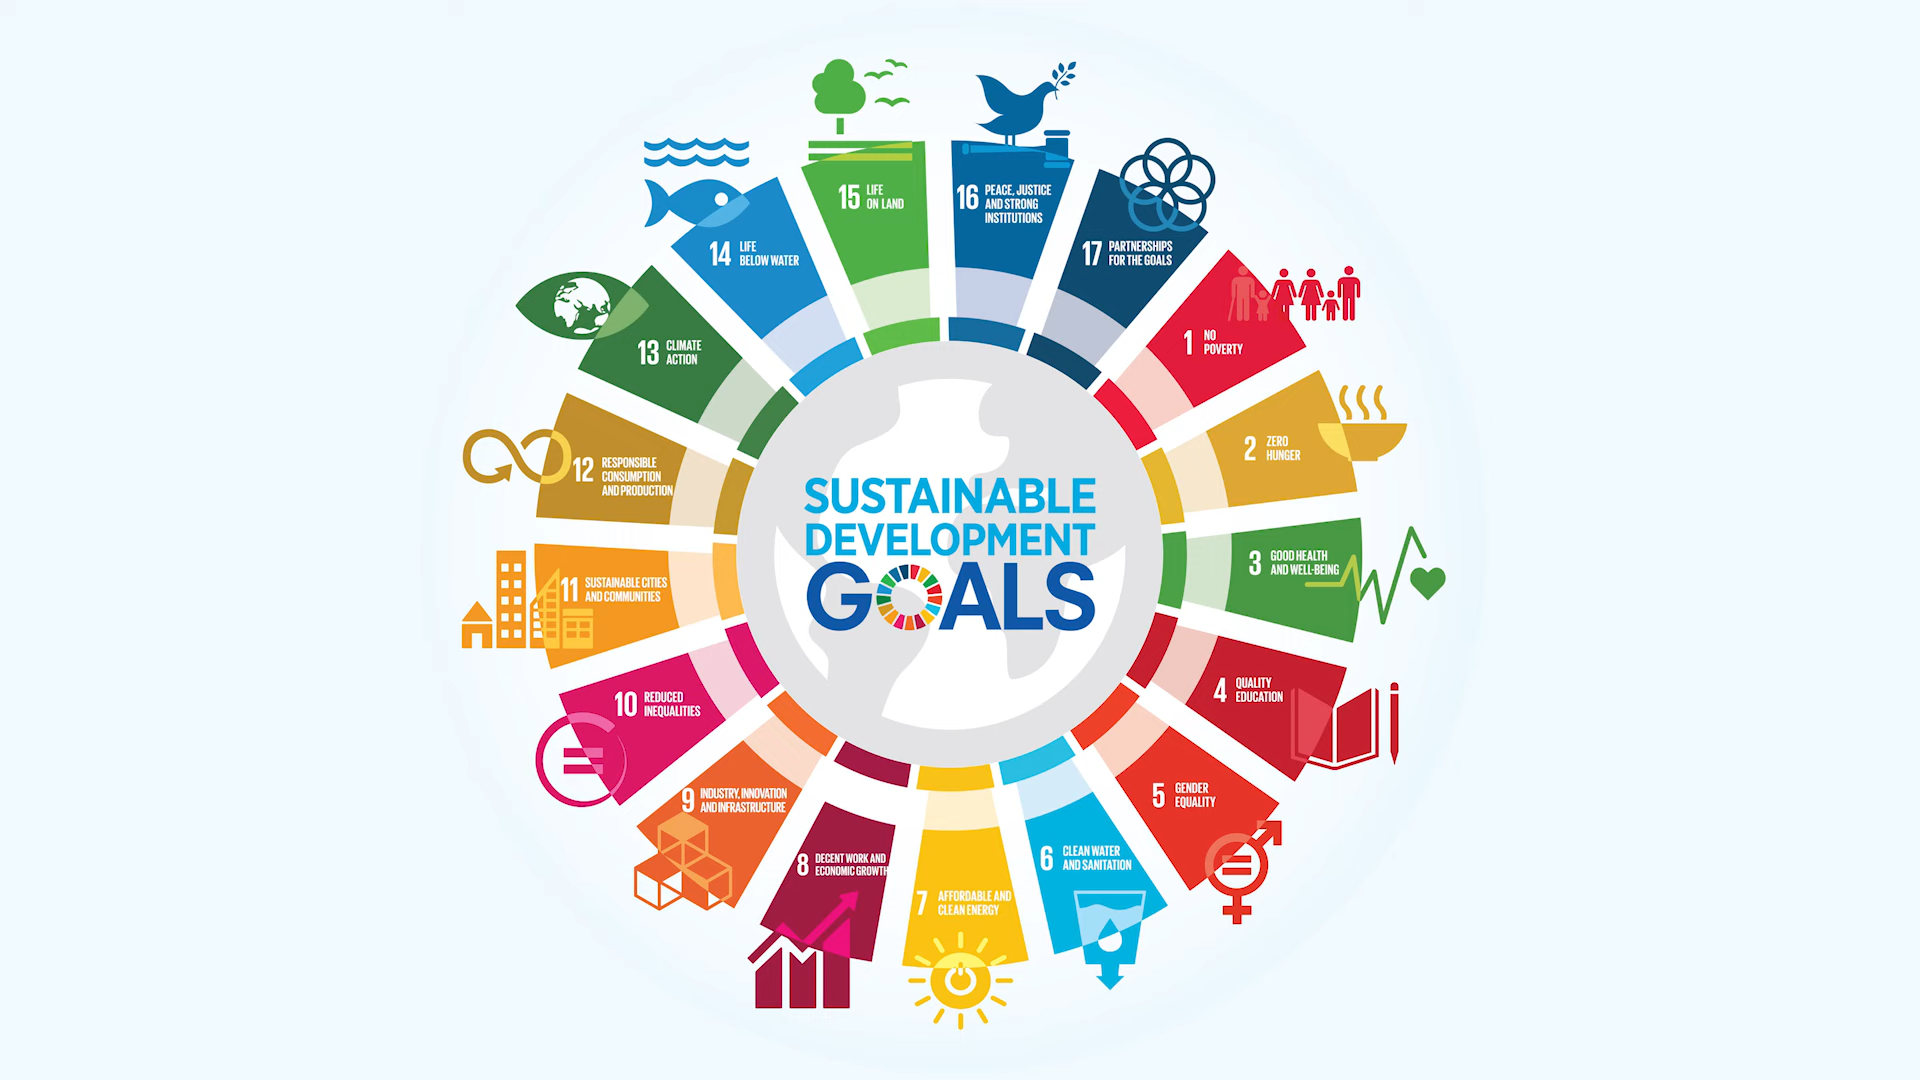 SUSTAINABLE
DEVELOPMENT
GOALS
1 NO
POVERTY
2 ZERO
HUNGER
3 GOOD HEALTH
AND WELL-BEING
4 QUALITY
EDUCATION
5 GENDER
EQUALITY
6 CLEAN WATER
AND SANITATION
7 AFFORDABLE AND
CLEAN ENERGY
8 DECENT WORK AND
ECONOMIC GROWTH
9 INDUSTRY, INNOVATION
AND INFRASTRUCTURE
10 REDUCED
INEQUALITIES
11 SUSTAINABLE CITIES
AND COMMUNITIES
12 RESPONSIBLE
CONSUMPTION
AND PRODUCTION
13 CLIMATE
ACTION
14 LIFE
BELOW WATER
15 LIFE
ON LAND
16 PEACE, JUSTICE
AND STRONG
INSTITUTIONS
17 PARTNERSHIPS
FOR THE GOALS